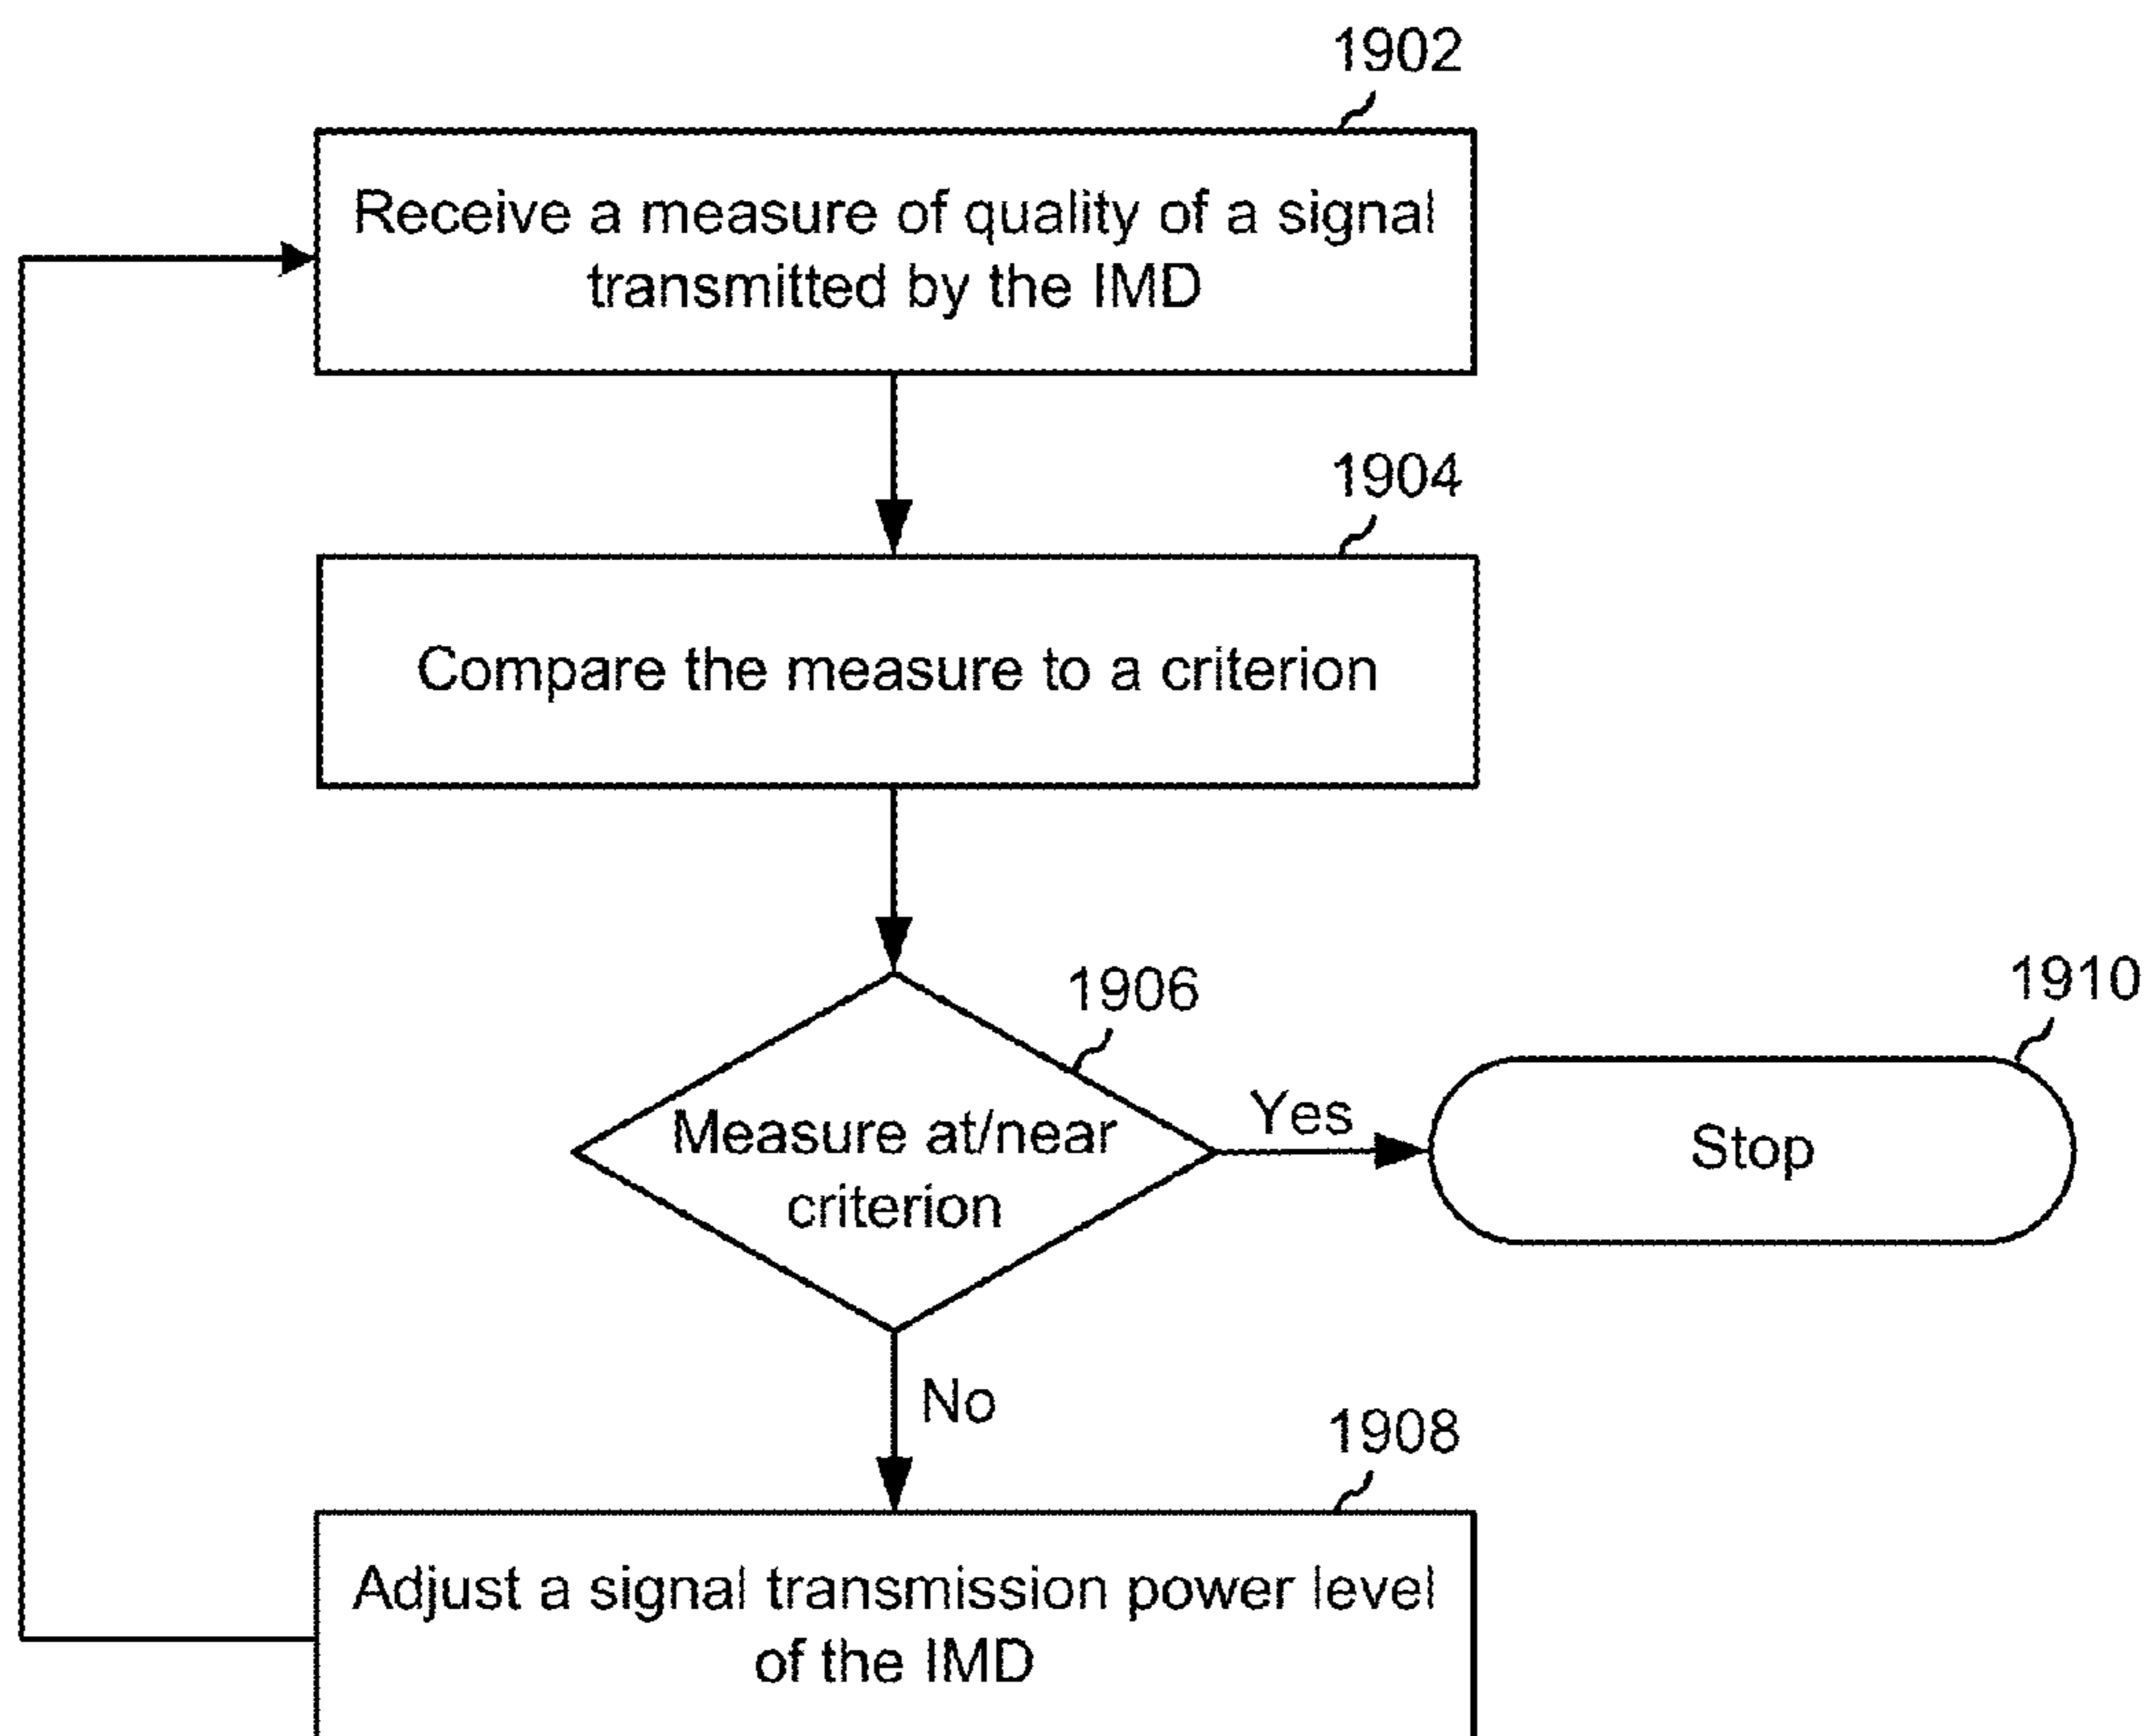 1902
Receive a measure of quality of a signal
transmitted by the IMD
1904
Compare the measure to a criterion
1906
Measure at/near
criterion
Yes
1910
Stop
No
1908
Adjust a signal transmission power level
of the IMD